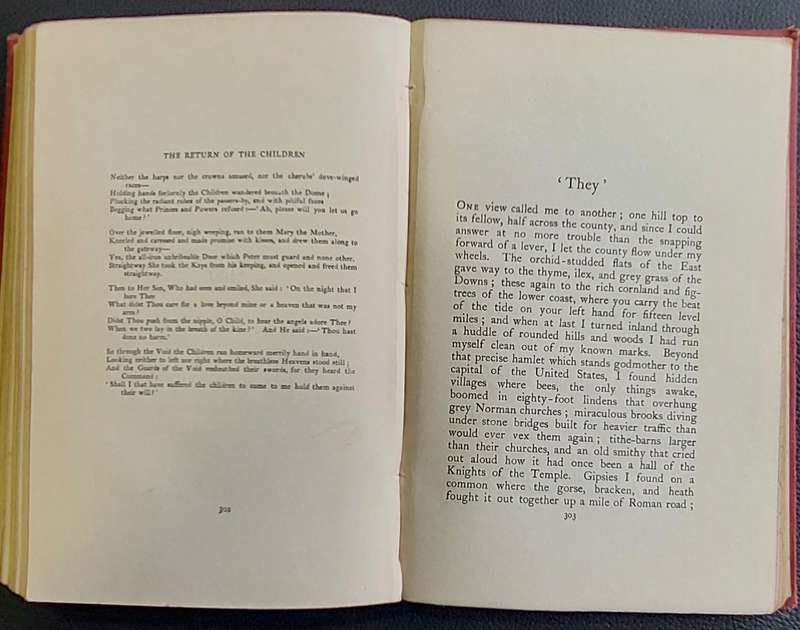 THE RETURN OF THE CHILDREN
Neither the harps nor the crowns amused, nor the cherubs' dove-winged
races—
Holding hands forlornly the Children wandered beneath the Dome;
Plucking the radiant robes of the passers-by, and with pitiful faces
Begging what Princes and Powers refused:—'Ah, please will you let us go
home?'
Over the jewelled floor, nigh weeping, ran to them Mary the Mother,
Kneeled and caressed and made promise with kisses, and drew them along to
the gateway—
Yea, the all-iron unbribeable Door which Peter must guard and none other.
Straightway She took the Keys from his keeping, and opened and freed them
straightway.
Then to Her Son, Who had seen and smiled, She said: 'On the night that I
bore Thee
What didst Thou care for a love beyond mine or a heaven that was not my
arm?
Didst Thou push from the nipple, O Child, to hear the angels adore Thee?
When we two lay in the breath of the kine?' And He said:—'Thou hast
done no harm.'
So through the Void the Children ran homeward merrily hand in hand,
Looking neither to left nor right where the breathless Heavens stood still;
And the Guards of the Void resheathed their swords, for they heard the
Command:
'Shall I that have suffered the children to come to me hold them against
their will?'
302
'They'
ONE view called me to another; one hill top to
its fellow, half across the county, and since I could
answer at no more trouble than the snapping
forward of a lever, I let the county flow under my
wheels. The orchid-studded flats of the East
gave way to the thyme, ilex, and grey grass of the
Downs; these again to the rich cornland and fig-
trees of the lower coast, where you carry the beat
of the tide on your left hand for fifteen level
miles; and when at last I turned inland through
a huddle of rounded hills and woods I had run
myself clean out of my known marks. Beyond
that precise hamlet which stands godmother to the
capital of the United States, I found hidden
villages where bees, the only things awake,
boomed in eighty-foot lindens that overhung
grey Norman churches; miraculous brooks diving
under stone bridges built for heavier traffic than
would ever vex them again; tithe-barns larger
than their churches, and an old smithy that cried
out aloud how it had once been a hall of the
Knights of the Temple. Gipsies I found on a
common where the gorse, bracken, and heath
fought it out together up a mile of Roman road;
303